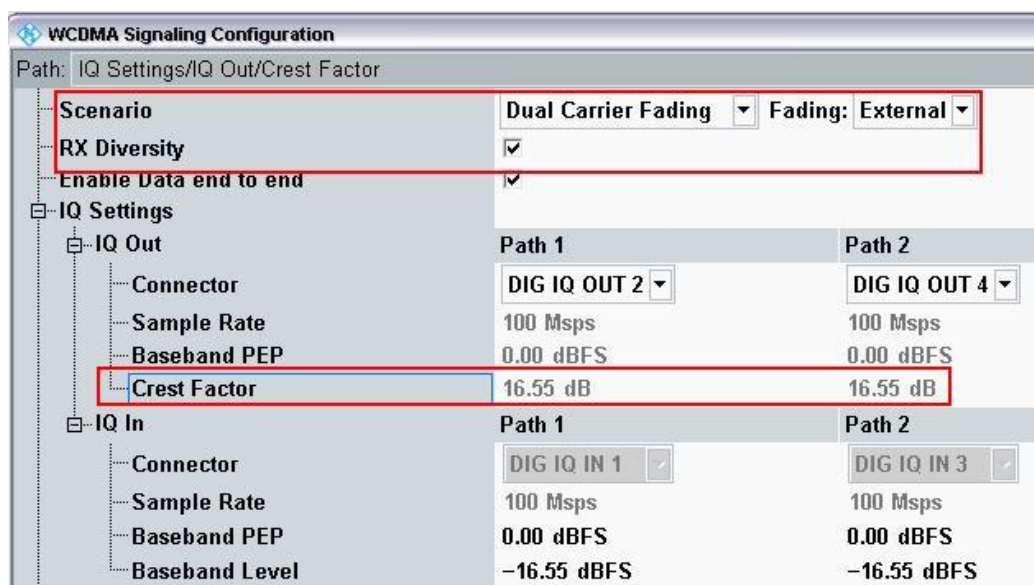 WCDMA Signaling Configuration
Path: IQ Settings/IQ Out/Crest Factor
Scenario Dual Carrier Fading Fading: External
RX Diversity
Enable Data end to end
IQ Settings
IQ Out Path 1 Path 2
Connector DIG IQ OUT 2 DIG IQ OUT 4
Sample Rate 100 Msps 100 Msps
Baseband PEP 0.00 dBFS 0.00 dBFS
Crest Factor 16.55 dB 16.55 dB
IQ In Path 1 Path 2
Connector DIG IQ IN 1 DIG IQ IN 3
Sample Rate 100 Msps 100 Msps
Baseband PEP 0.00 dBFS 0.00 dBFS
Baseband Level −16.55 dBFS −16.55 dBFS